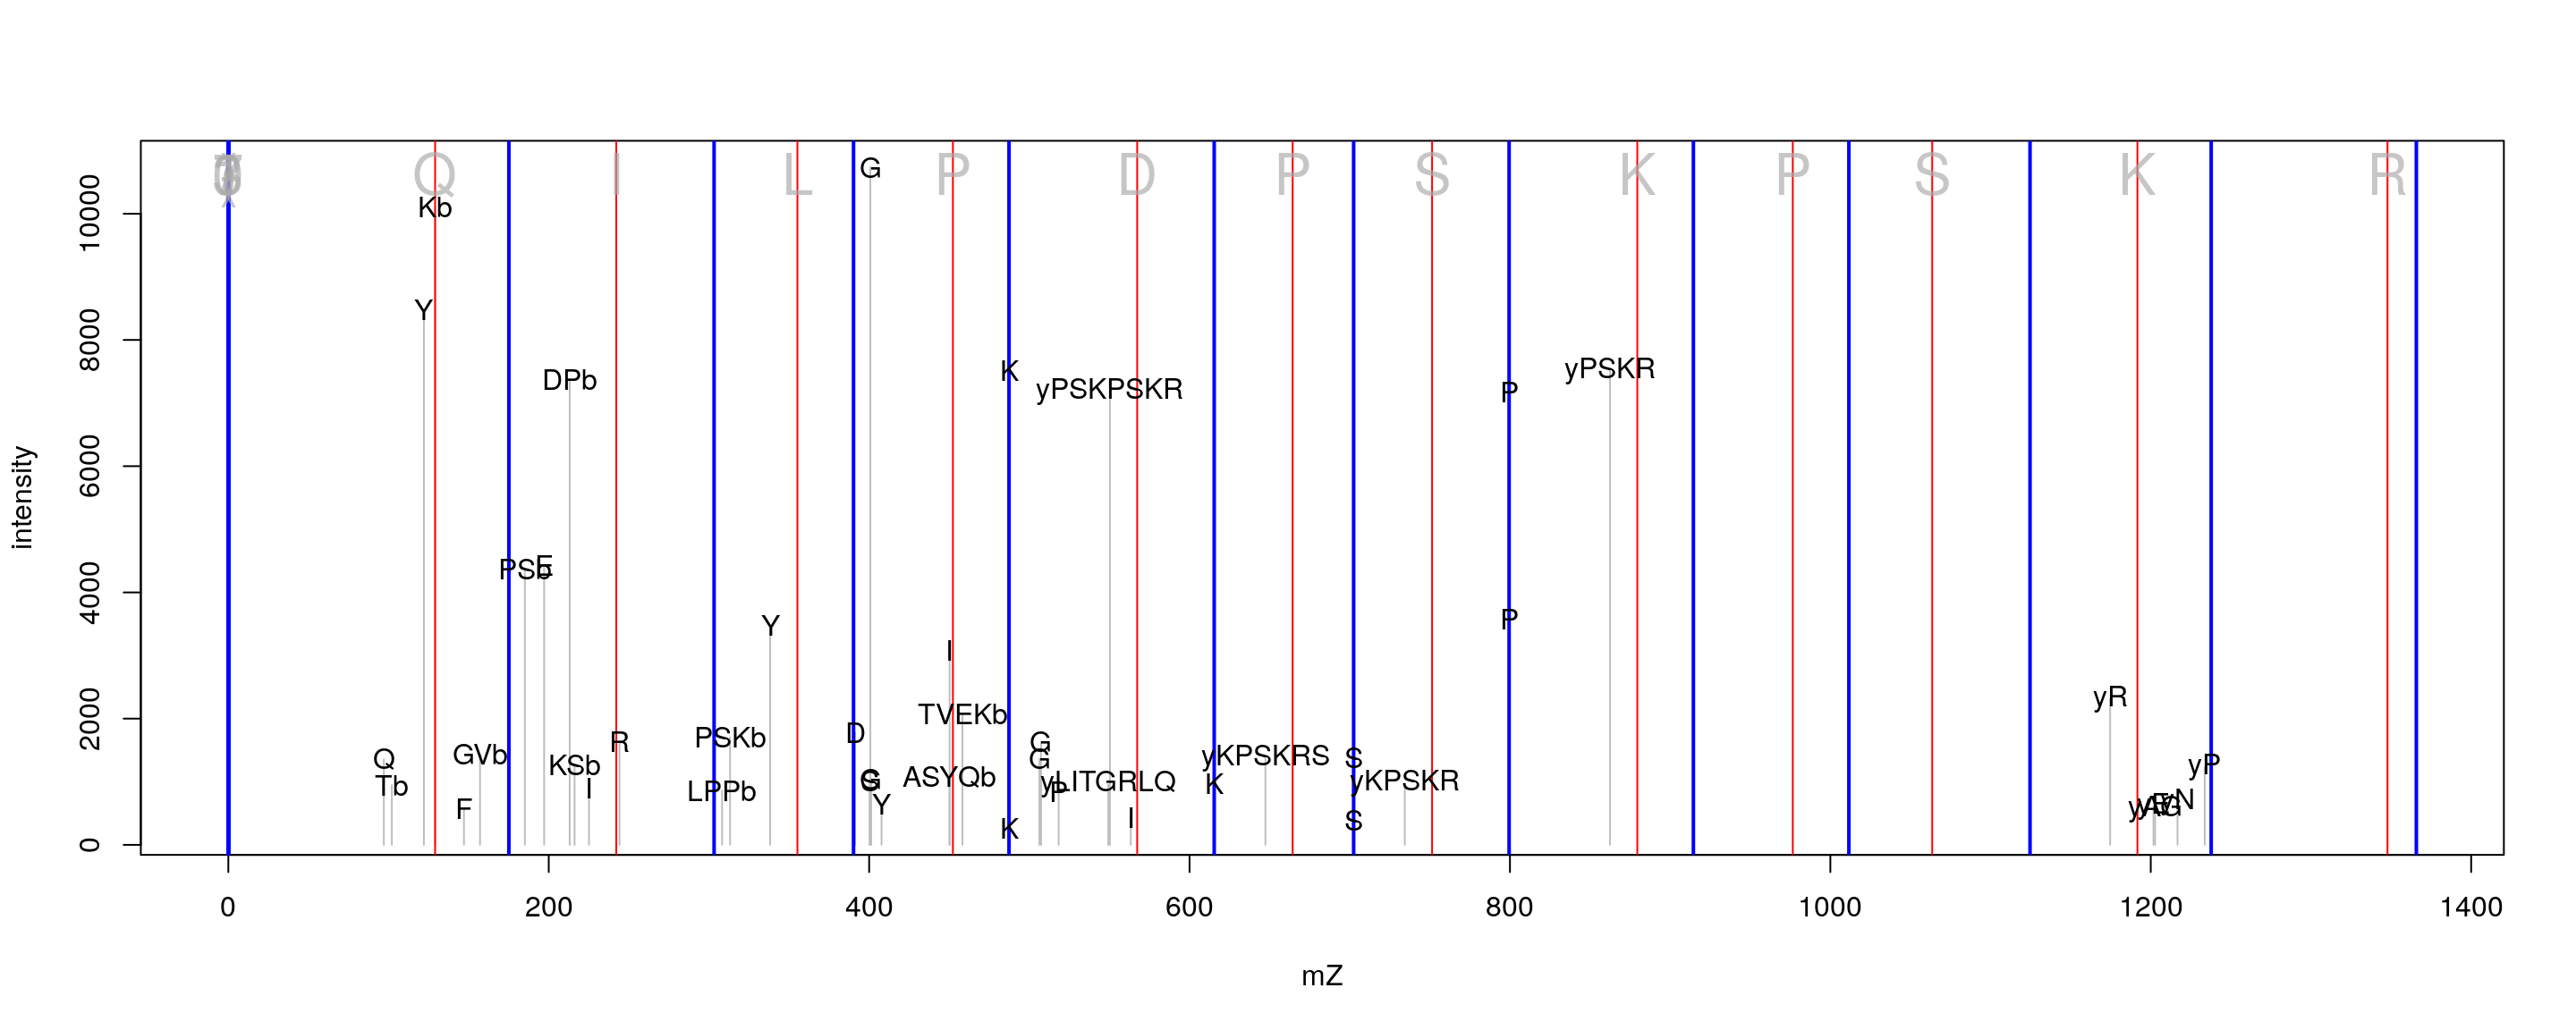 Q I L P D P S K P S K R
G
Kb
Y
DPb
K
yPSKPSKR
P
yPSKR
PSb
E
Y
P
I
TVEKb
yR
Q
Tb
GVb
F
KSb
I
R
PSKb
LPPb
D
G
Y
ASYQb
G
G
yLITGRLQ
P
K
I
yKPSKRS
K
S
yKPSKR
S
yP
N
intensity
0
2000
4000
6000
8000
10000
0 200 400 600 800 1000 1200 1400
mZ